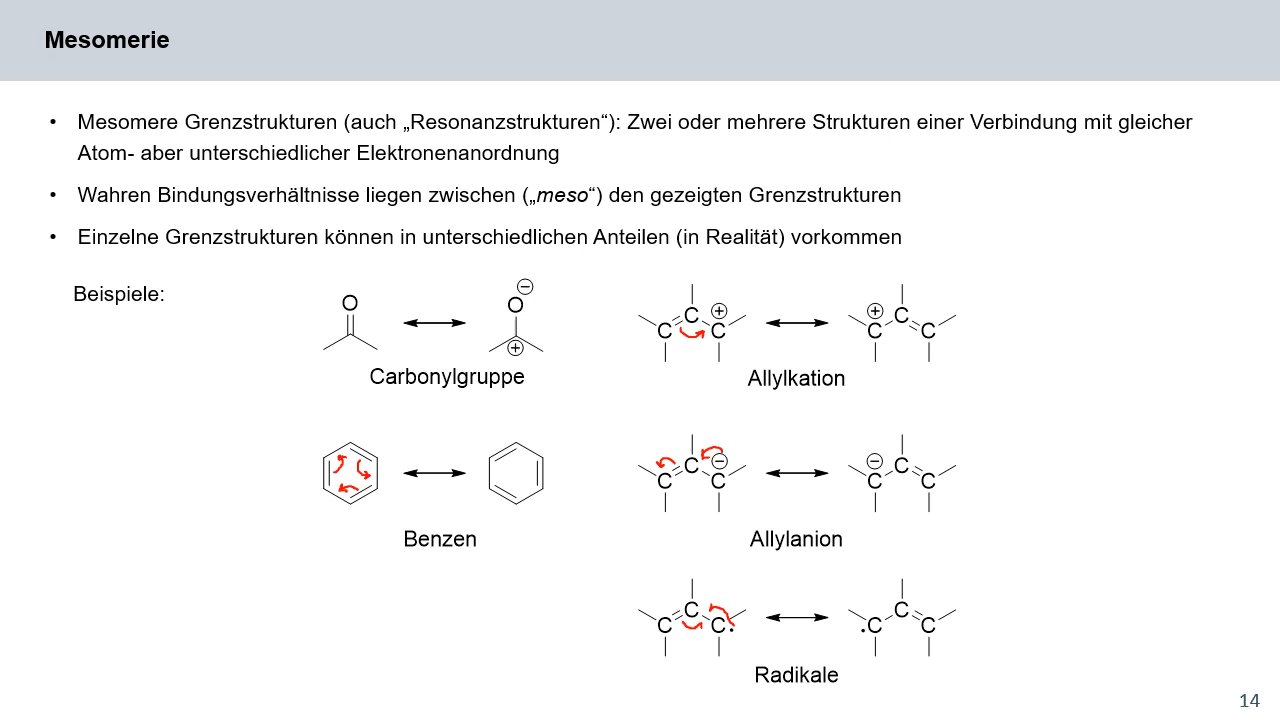 Mesomerie
• Mesomere Grenzstrukturen (auch „Resonanzstrukturen“): Zwei oder mehrere Strukturen einer Verbindung mit gleicher
Atom- aber unterschiedlicher Elektronenanordnung
• Wahren Bindungsverhältnisse liegen zwischen („meso“) den gezeigten Grenzstrukturen
• Einzelne Grenzstrukturen können in unterschiedlichen Anteilen (in Realität) vorkommen
Beispiele:
O
O −
+
Carbonylgruppe
C C C +
+ C C C
Allylkation
Benzen
C C C −
− C C C
Allylanion
C C C·
·C C C
Radikale
14